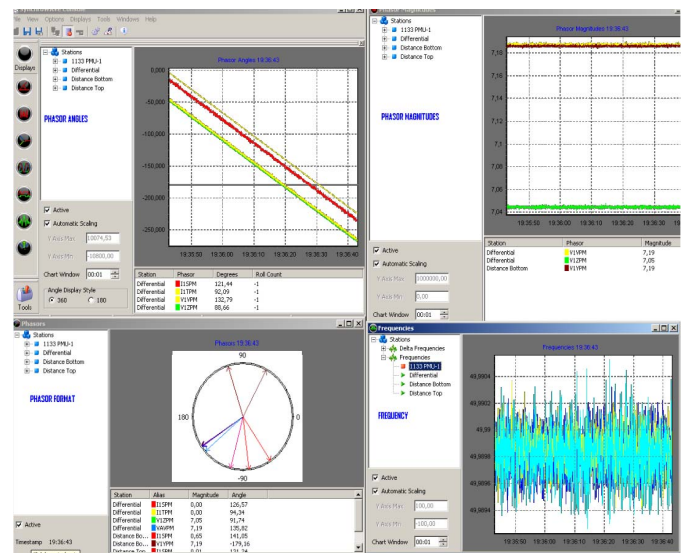 Synchrowave Console
File View Options Displays Tools Windows Help
Displays
Tools
Stations
1133 PMU-1
Differential
Distance Bottom
Distance Top
PHASOR ANGLES
Active
Automatic Scaling
Y Axis Max 10074,53
Y Axis Min -10800,00
Chart Window 00:01
Angle Display Style
360 180
Phasor Angles 19:36:43
0,000
-50,000
-100,000
-150,000
-200,000
-250,000
19:35:50 19:36:00 19:36:10 19:36:20 19:36:30 19:36:40
Station Phasor Degrees Roll Count
Differential I1SPM 121,44 -1
Differential I1TPM 92,09 -1
Differential V1YPM 132,79 -1
Differential V1ZPM 88,66 -1
Phasor Magnitudes
Stations
1133 PMU-1
Differential
Distance Bottom
Distance Top
PHASOR MAGNITUDES
Active
Automatic Scaling
Y Axis Max 1000000,00
Y Axis Min 0,00
Chart Window 00:01
Phasor Magnitudes 19:36:43
7,18
7,16
7,14
7,12
7,1
7,08
7,06
7,04
19:35:50 19:36:00 19:36:10 19:36:20 19:36:30 19
Station Phasor Magnitude
Differential V1YPM 7,19
Differential V1ZPM 7,05
Distance Bottom V1YPM 7,19
Phasors
Stations
1133 PMU-1
Differential
Distance Bottom
Distance Top
PHASOR FORMAT
Active
Timestamp 19:36:43
Phasors 19:36:43
90
180
0
-90
Station Alias Magnitude Angle
Differential I1SPM 0,00 126,57
Differential I1TPM 0,00 94,34
Differential V1ZPM 7,05 91,74
Differential VAVPM 7,19 135,82
Distance Bo... I1SPM 0,65 141,05
Distance Bo... V1YPM 7,19 -179,16
Distance Top I1SPM 0,01 121,24
Frequencies
Stations
Delta Frequencies
Frequencies
1133 PMU-1
Differential
Distance Bottom
Distance Top
FREQUENCY
Active
Automatic Scaling
Y Axis Max 100,00
Y Axis Min -100,00
Chart Window 00:01
Frequencies 19:36:43
49,9904
49,9902
49,99
49,9898
49,9896
49,9894
19:35:50 19:36:00 19:36:10 19:36:20 19:36:30 19:36:40